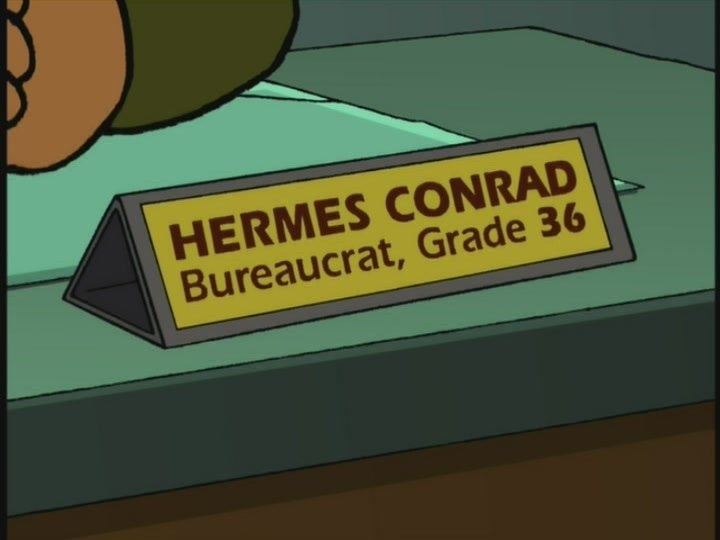 HERMES CONRAD
Bureaucrat, Grade 36